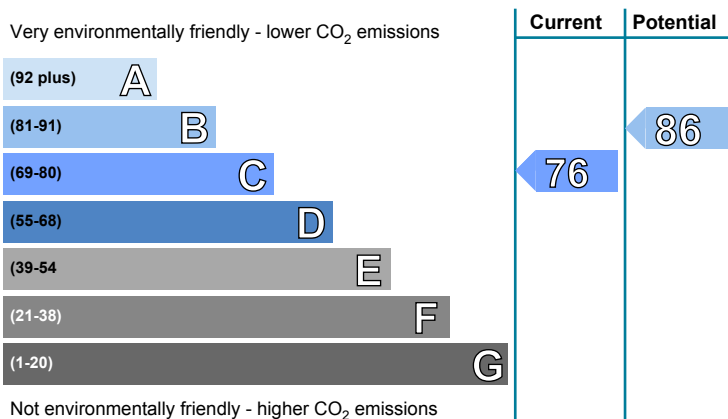 Current Potential
Very environmentally friendly - lower CO2 emissions
(92 plus) A
(81-91) B 86
(69-80) C 76
(55-68) D
(39-54 E
(21-38) F
(1-20) G
Not environmentally friendly - higher CO2 emissions